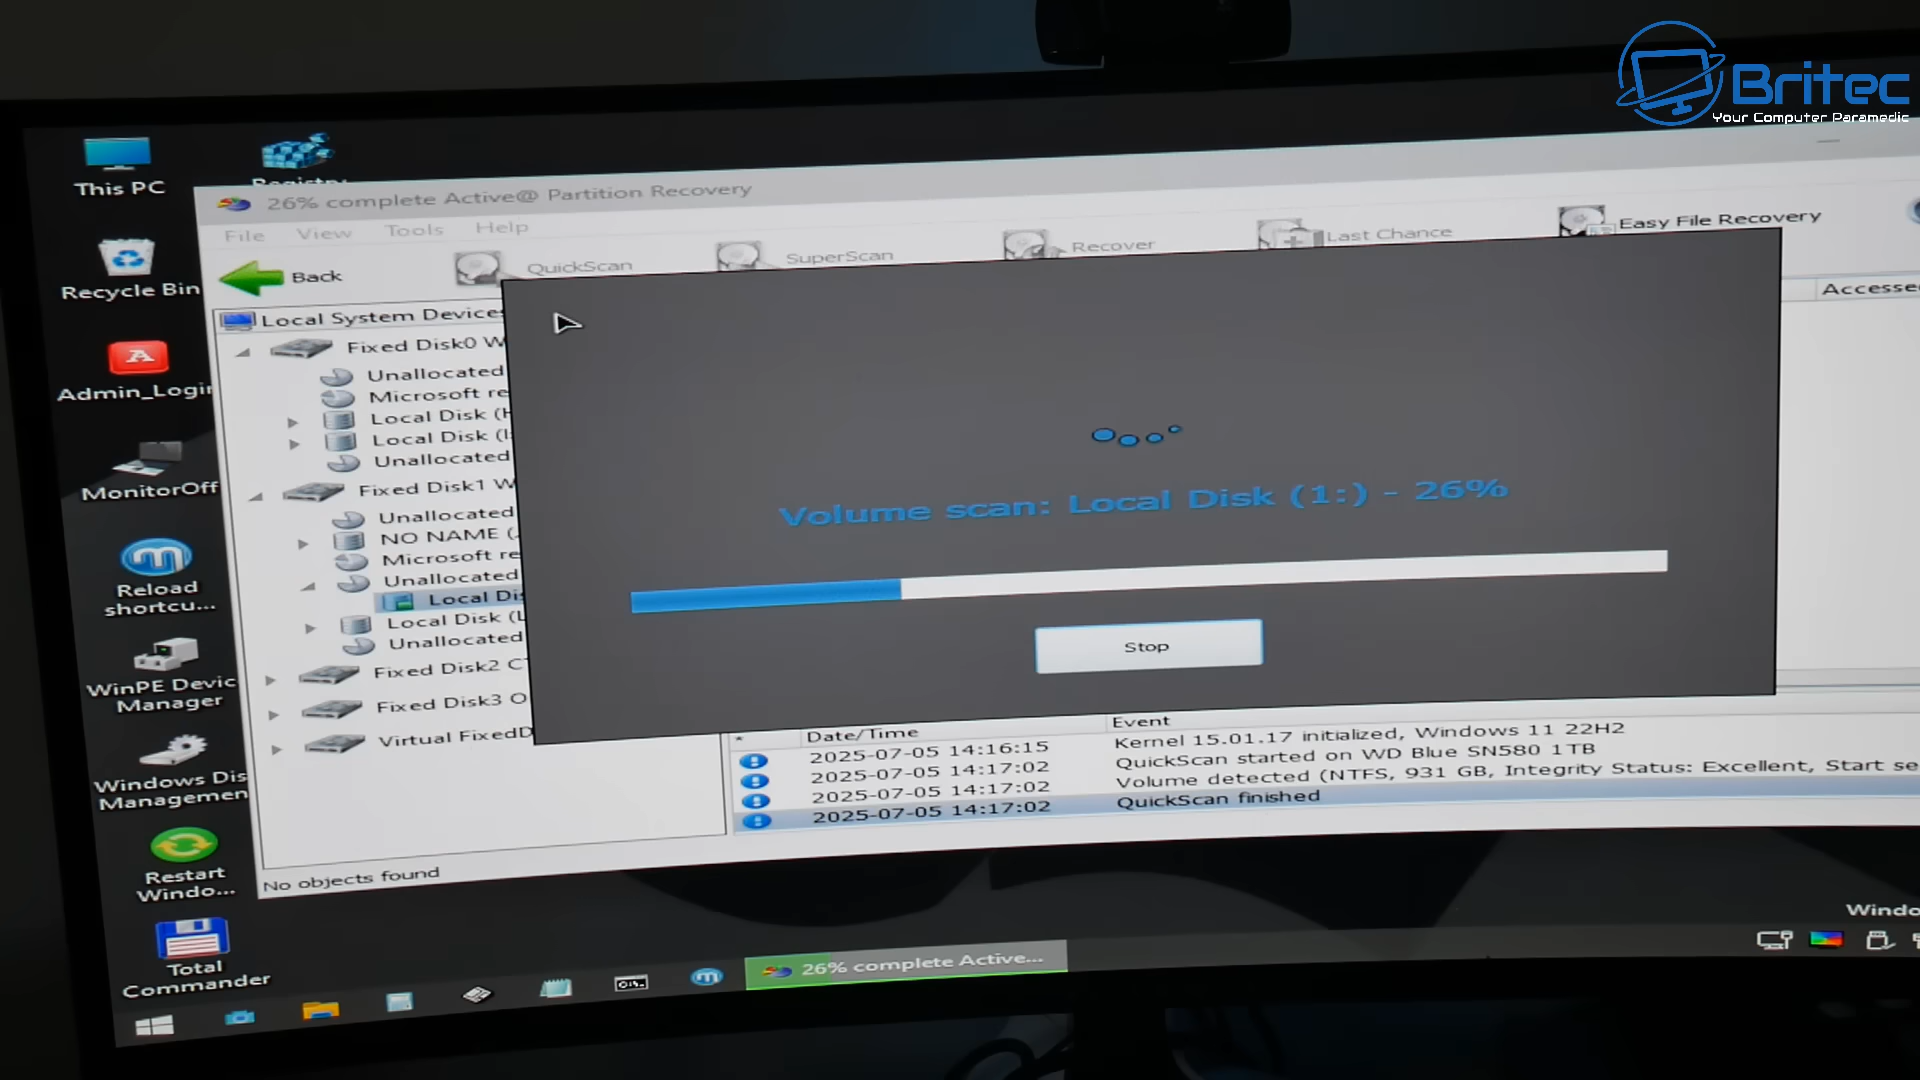 Britec
Your Computer Paramedic
This PC
Recycle Bin
Admin_Login
MonitorOff
Reload
shortcu...
WinPE Devic
Manager
Windows Dis
Managemen
Restart
Windo...
Total
Commander
26% complete Active@ Partition Recovery
File View Tools Help
Back
QuickScan
SuperScan
Recover
Last Chance
Easy File Recovery
Local System Devices
Accesse
Fixed Disk0 W
Unallocated
Microsoft re
Local Disk (H
Local Disk (I:
Unallocated
Fixed Disk1 W
Unallocated
NO NAME (
Microsoft re
Unallocated
Local Dis
Local Disk (L
Unallocated
Fixed Disk2 C
Fixed Disk3 O
Virtual FixedD
Volume scan: Local Disk (1:) - 26%
Stop
* Date/Time Event
2025-07-05 14:16:15 Kernel 15.01.17 initialized, Windows 11 22H2
2025-07-05 14:17:02 QuickScan started on WD Blue SN580 1TB
2025-07-05 14:17:02 Volume detected (NTFS, 931 GB, Integrity Status: Excellent, Start se
2025-07-05 14:17:02 QuickScan finished
No objects found
Windo
26% complete Active...